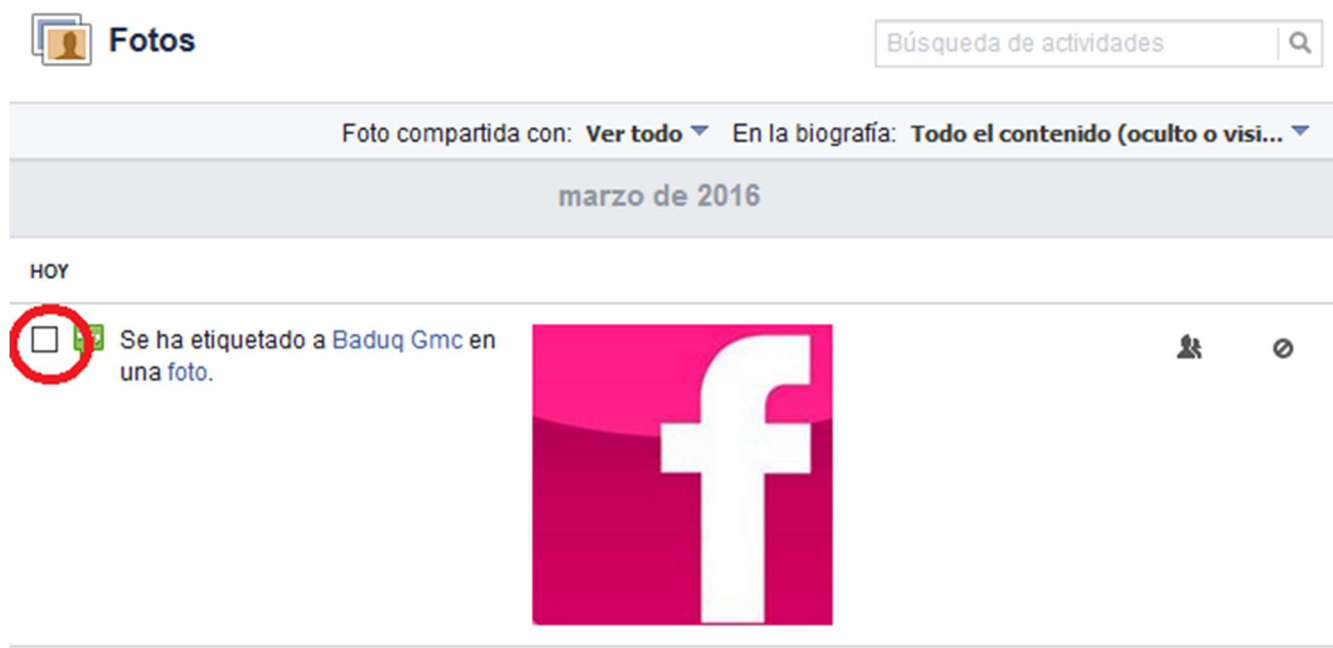 Fotos
Búsqueda de actividades
Foto compartida con: Ver todo En la biografía: Todo el contenido (oculto o visi...
marzo de 2016
HOY
Se ha etiquetado a Baduq Gmc en
una foto.
f